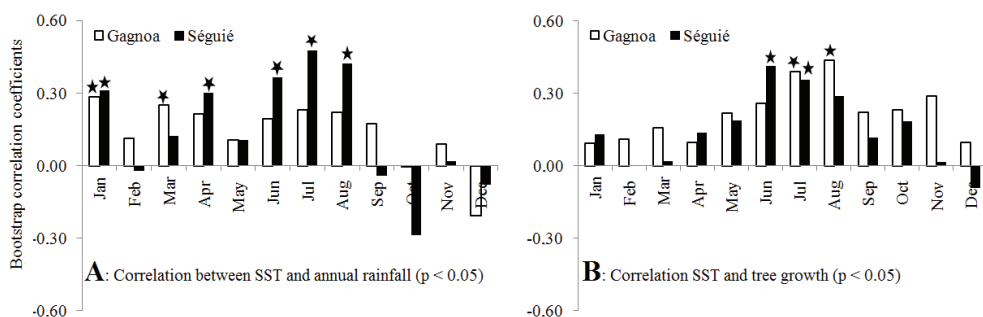 Bootstrap correlation coefficients
0.60
0.30
0.00
-0.30
-0.60
Gagnoa Séguié
Jan Feb Mar Apr May Jun Jul Aug Sep Oct Nov Dec
A: Correlation between SST and annual rainfall (p < 0.05)
0.60
0.30
0.00
-0.30
-0.60
Gagnoa Séguié
Jan Feb Mar Apr May Jun Jul Aug Sep Oct Nov Dec
B: Correlation SST and tree growth (p < 0.05)